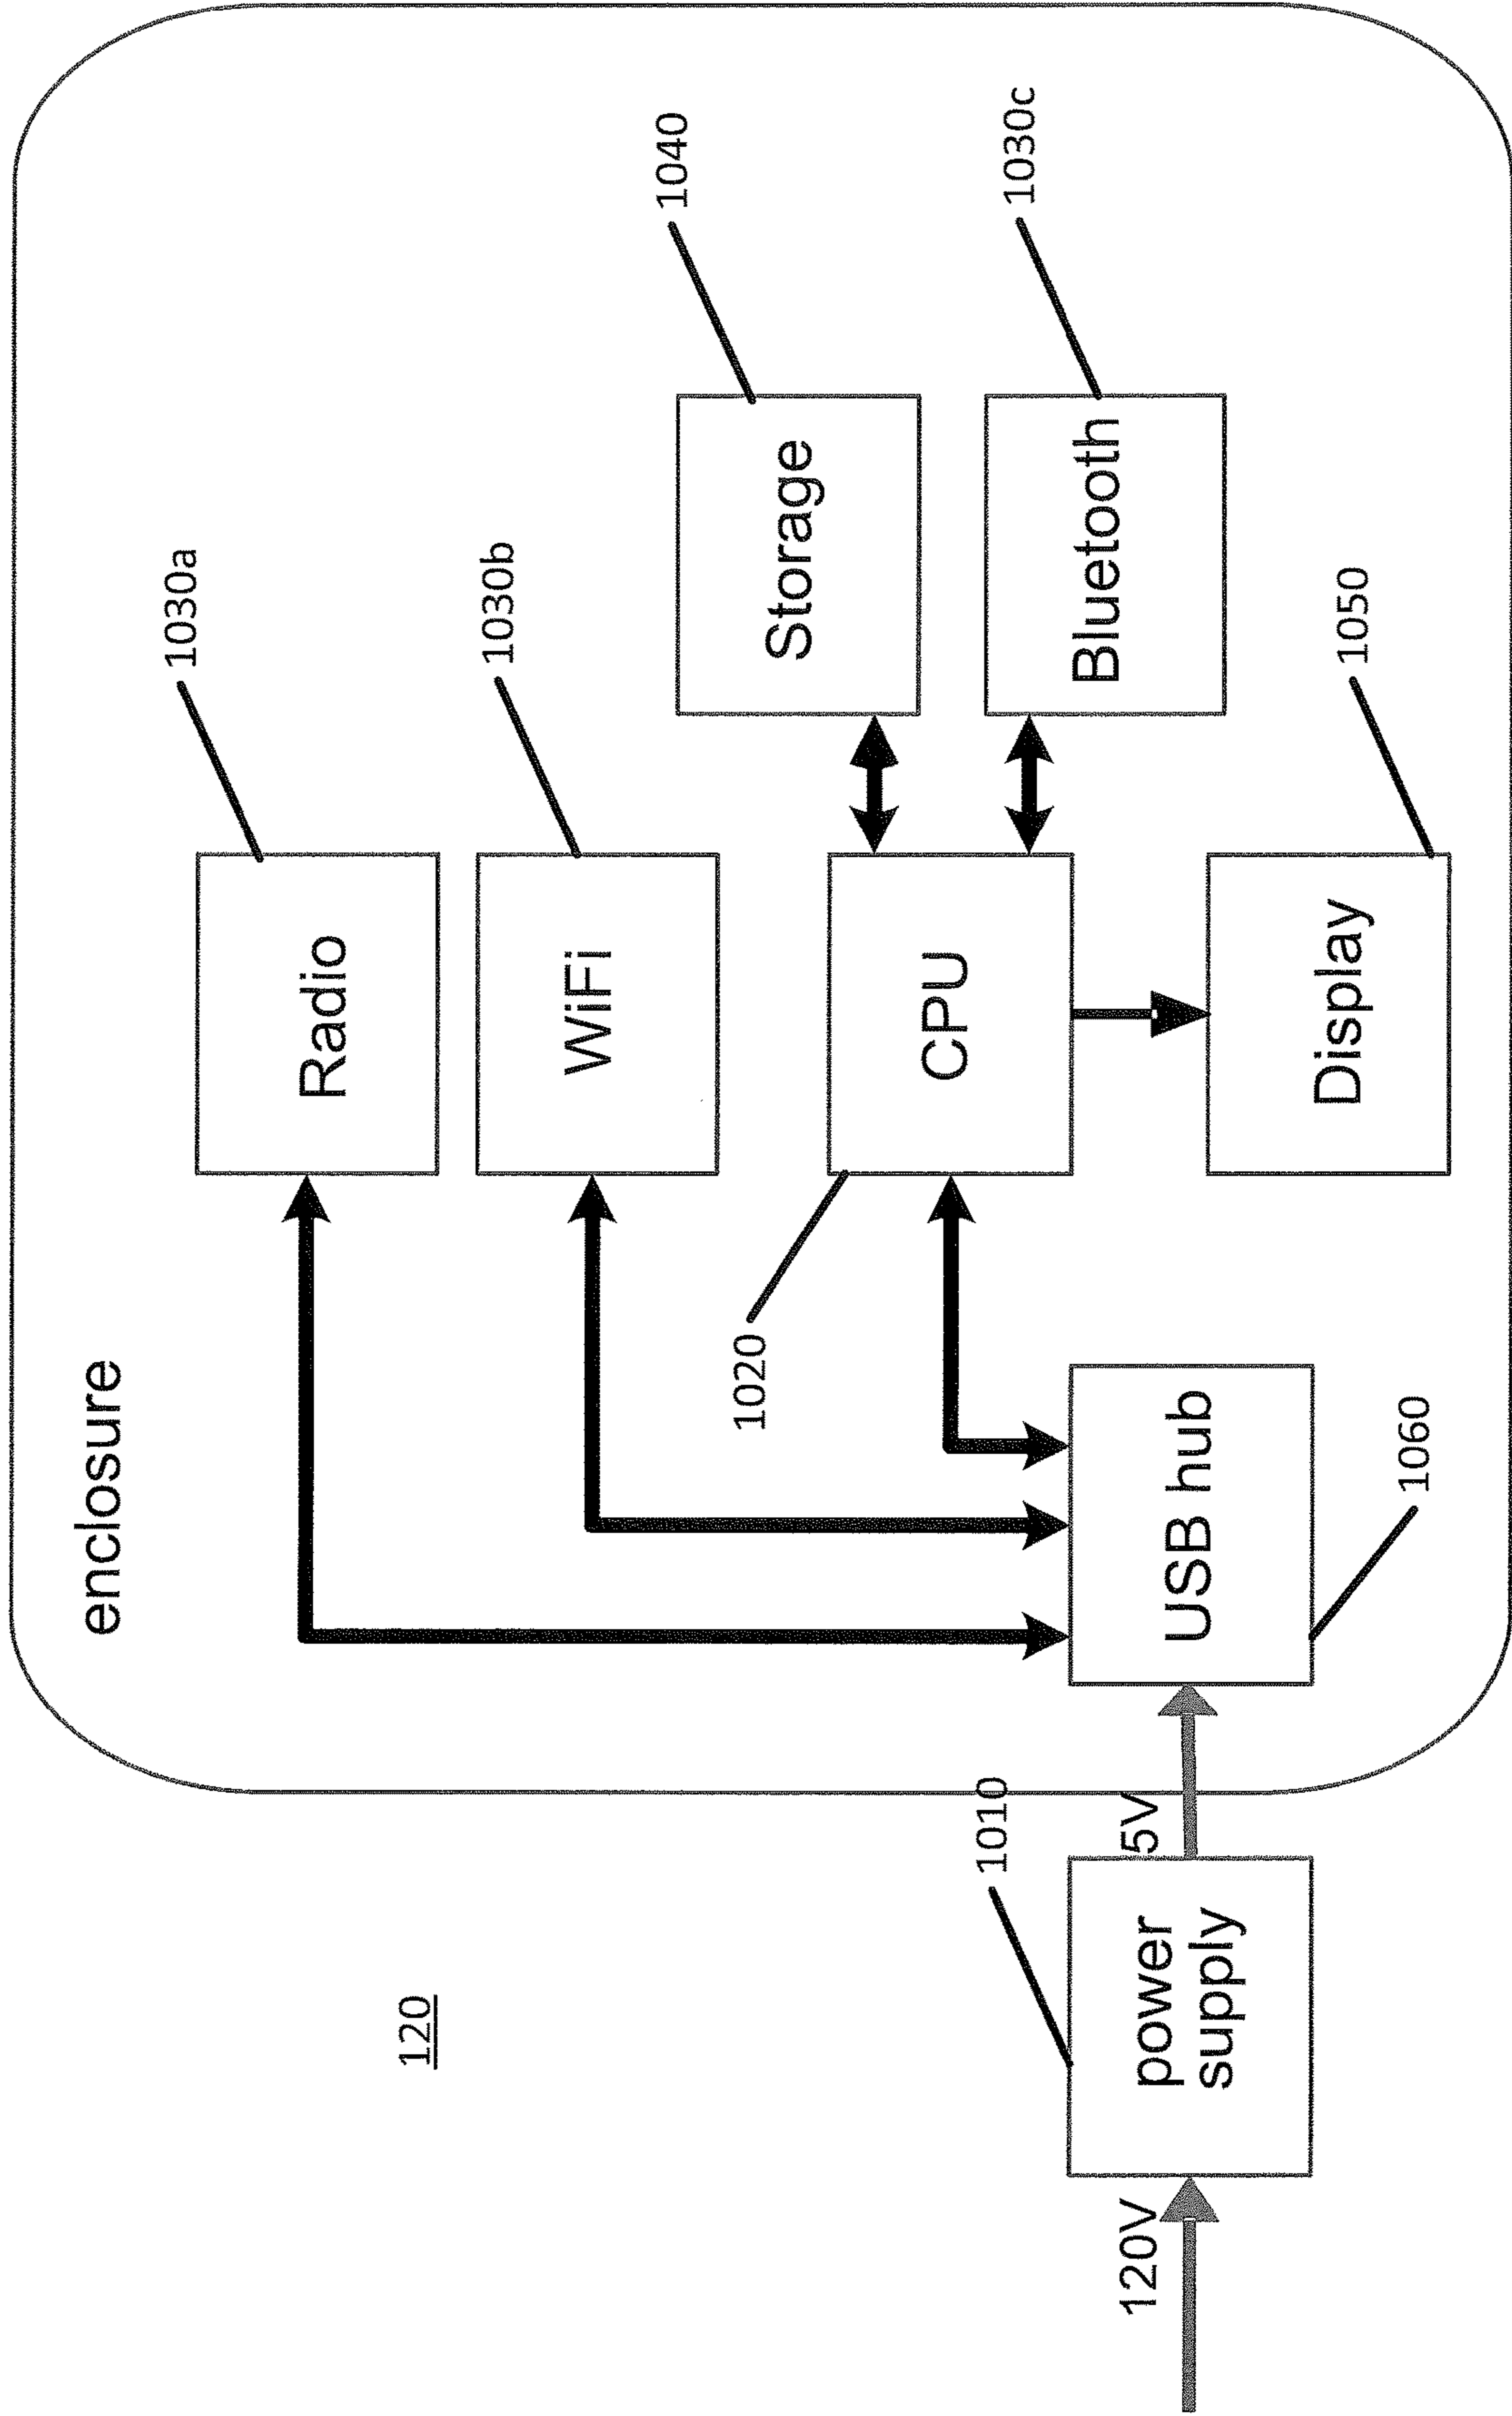 enclosure
1030a
Radio
1030b
WiFi
1040
Storage
1020
CPU
1030c
Bluetooth
1050
Display
USB hub
1060
120
1010
5V
power
supply
120V